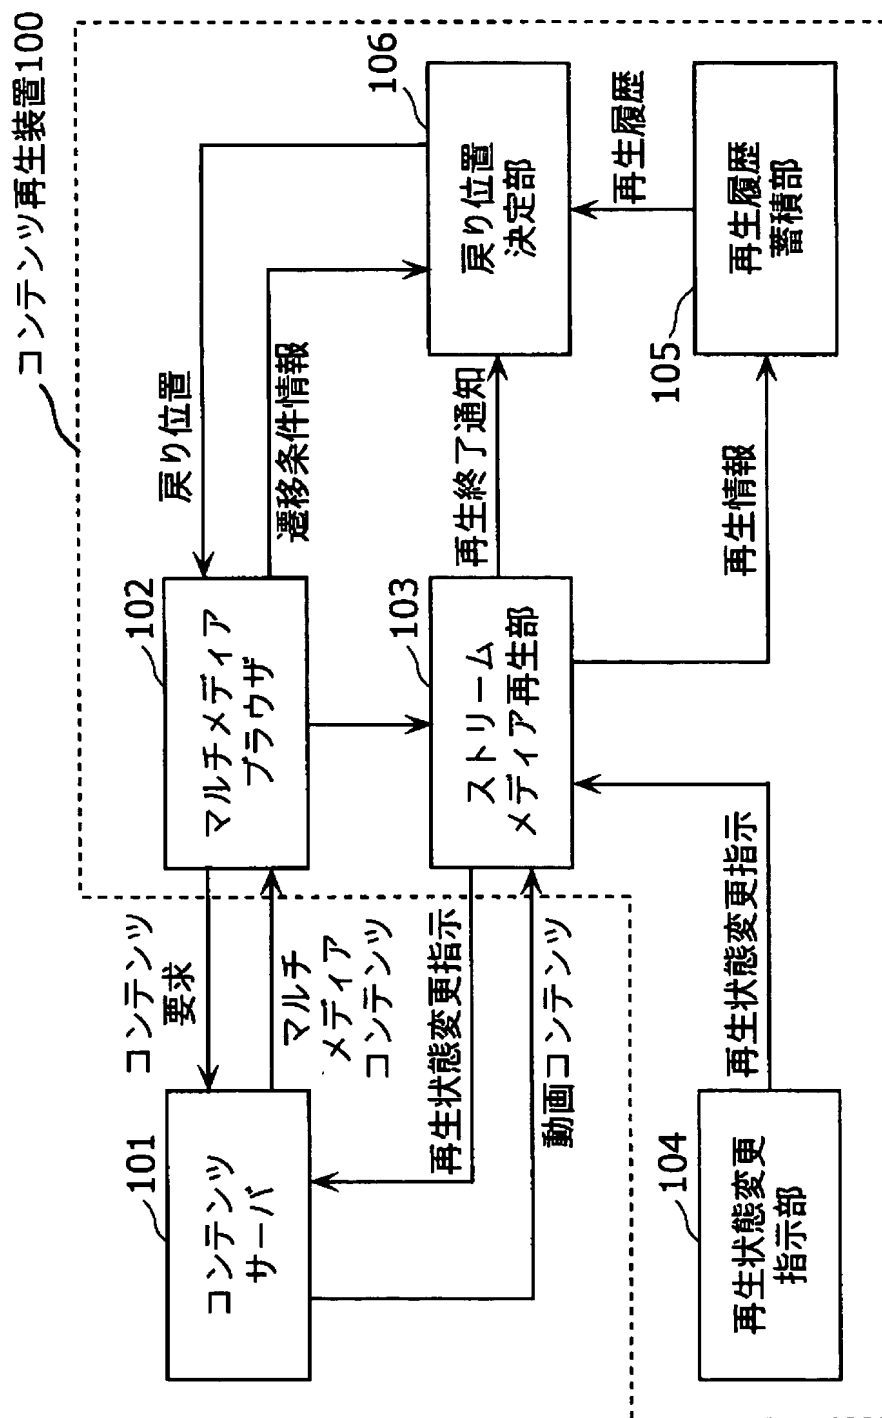 コンテンツ再生装置100
101
コンテンツ
サーバ
コンテンツ
要求
マルチ
メディア
コンテンツ
102
マルチメディア
ブラウザ
戻り位置
遷移条件情報
106
戻り位置
決定部
再生状態変更指示
動画コンテンツ
103
ストリーム
メディア再生部
再生終了通知
再生履歴
104
再生状態変更
指示部
再生状態変更指示
再生情報
105
再生履歴
蓄積部